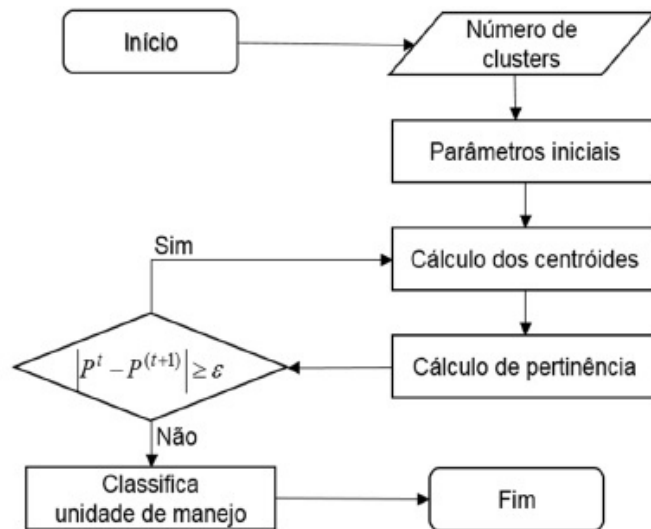 Início
Número de
clusters
Parâmetros iniciais
Cálculo dos centróides
Cálculo de pertinência
Sim
|P^t − P^(t+1)| ≥ ε
Não
Classifica
unidade de manejo
Fim